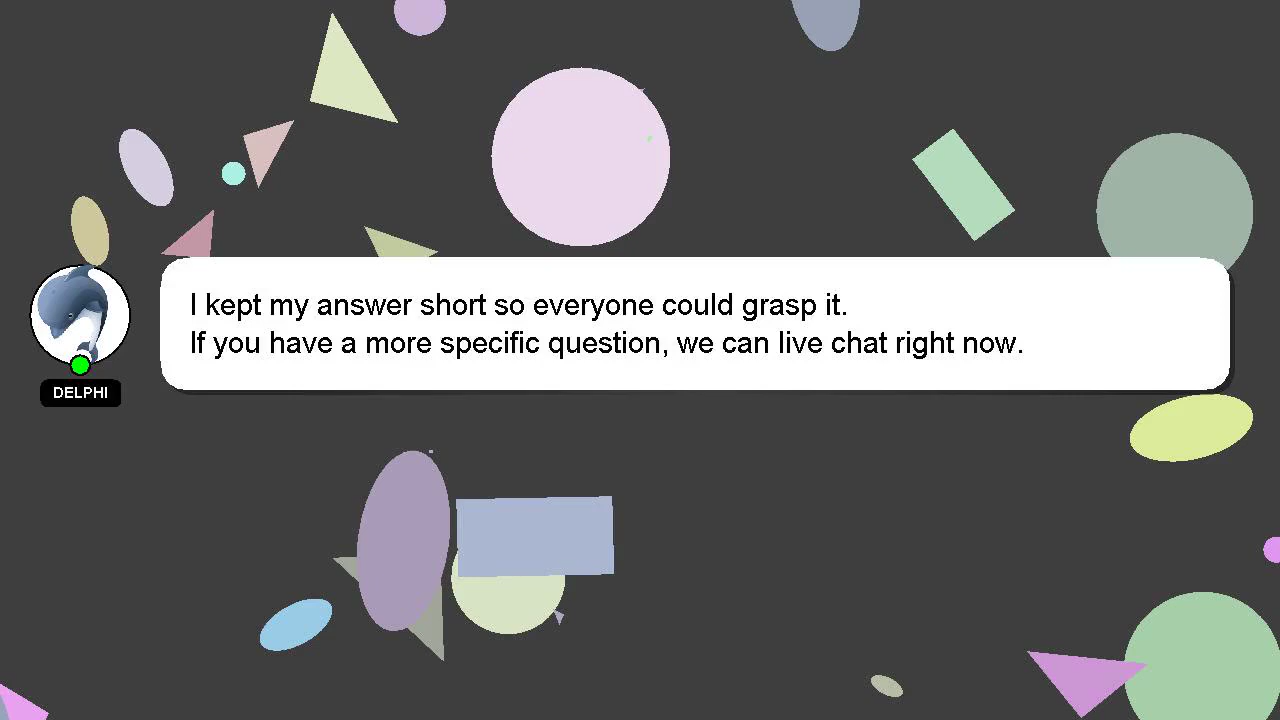 I kept my answer short so everyone could grasp it.
If you have a more specific question, we can live chat right now.
DELPHI